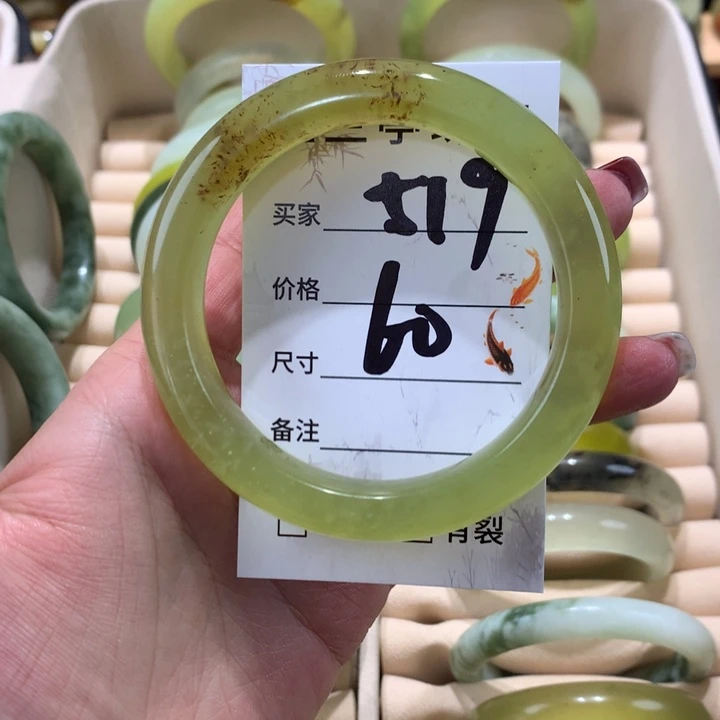 买家 519
价格
尺寸 60
备注
有裂